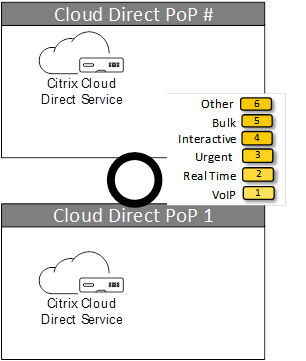 Cloud Direct PoP #
Citrix Cloud
Direct Service
Other 6
Bulk 5
Interactive 4
Urgent 3
Real Time 2
VoIP 1
Cloud Direct PoP 1
Citrix Cloud
Direct Service